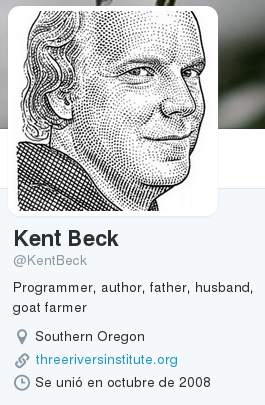 Kent Beck
@KentBeck
Programmer, author, father, husband,
goat farmer
Southern Oregon
threeriversinstitute.org
Se unió en octubre de 2008